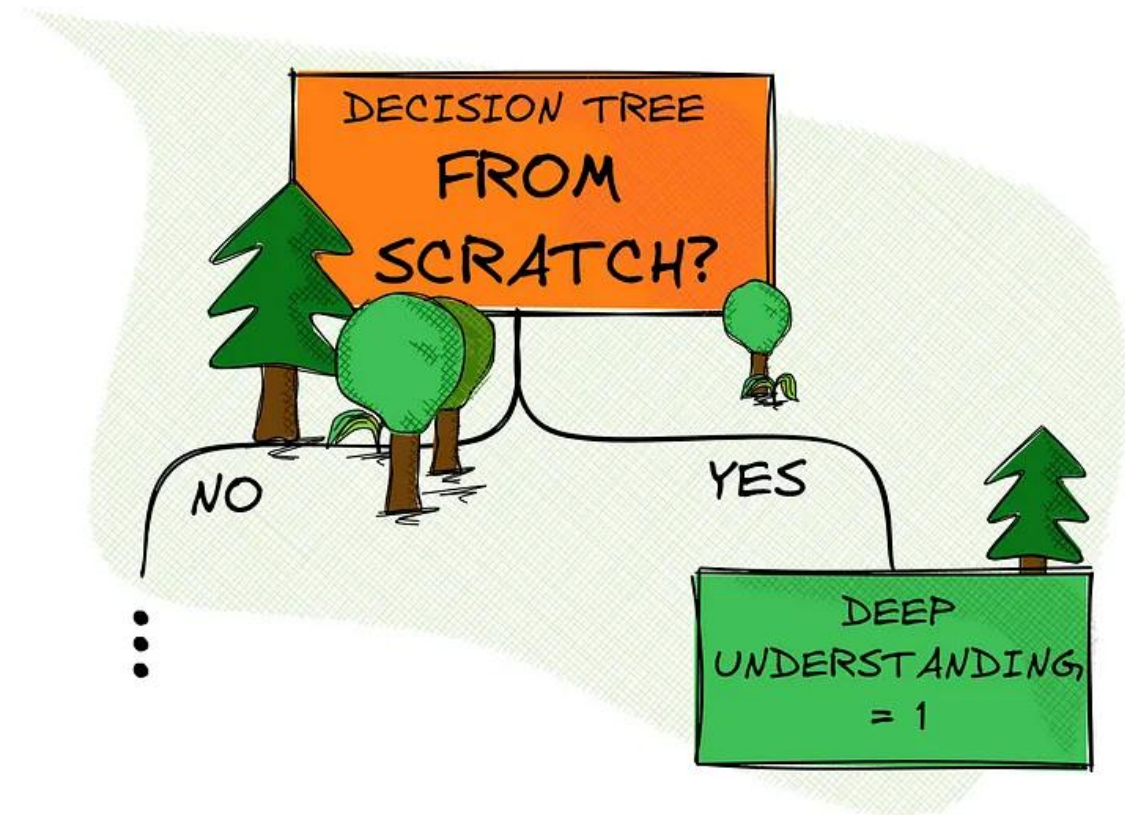 DECISION TREE
FROM
SCRATCH?
NO
YES
DEEP
UNDERSTANDING
= 1